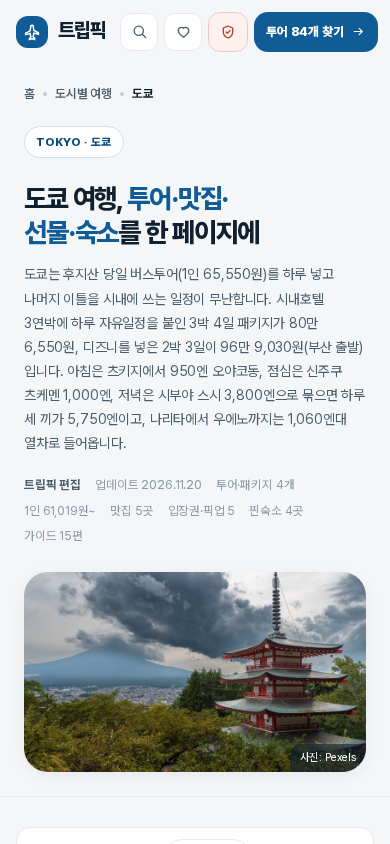 트립픽
투어 84개 찾기 →
홈 • 도시별 여행 • 도쿄
TOKYO · 도쿄
도쿄 여행, 투어·맛집·
선물·숙소를 한 페이지에
도쿄는 후지산 당일 버스투어(1인 65,550원)를 하루 넣고
나머지 이틀을 시내에 쓰는 일정이 무난합니다. 시내호텔
3연박에 하루 자유일정을 붙인 3박 4일 패키지가 80만
6,550원, 디즈니를 넣은 2박 3일이 96만 9,030원(부산 출발)
입니다. 아침은 츠키지에서 950엔 오야코동, 점심은 신주쿠
츠케멘 1,000엔, 저녁은 시부야 스시 3,800엔으로 묶으면 하루
세 끼가 5,750엔이고, 나리타에서 우에노까지는 1,060엔대
열차로 들어옵니다.
트립픽 편집 업데이트 2026.11.20 투어·패키지 4개
1인 61,019원~ 맛집 5곳 입장권·픽업 5 찐숙소 4곳
가이드 15편
사진: Pexels